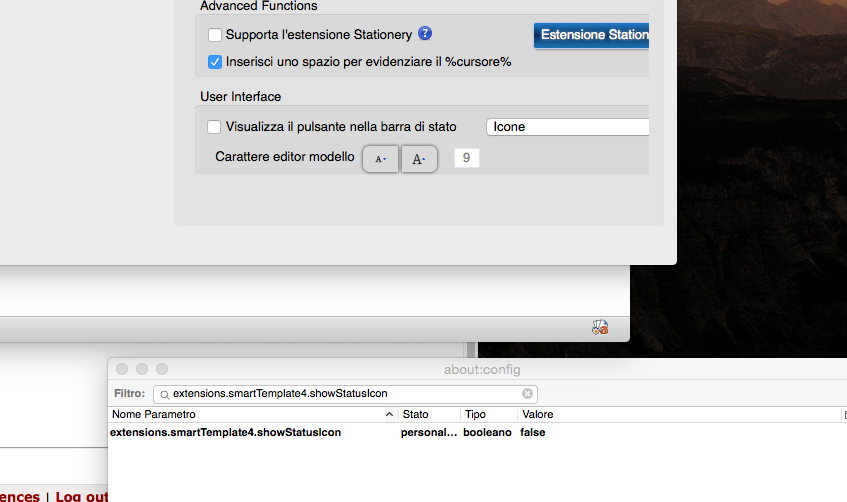 Advanced Functions
Supporta l'estensione Stationery ?
Estensione Station
Inserisci uno spazio per evidenziare il %cursore%
User Interface
Visualizza il pulsante nella barra di stato
Icone
Carattere editor modello A- A- 9
about:config
Filtro: extensions.smartTemplate4.showStatusIcon
Nome Parametro Stato Tipo Valore
extensions.smartTemplate4.showStatusIcon personal... booleano false
ences | Log out